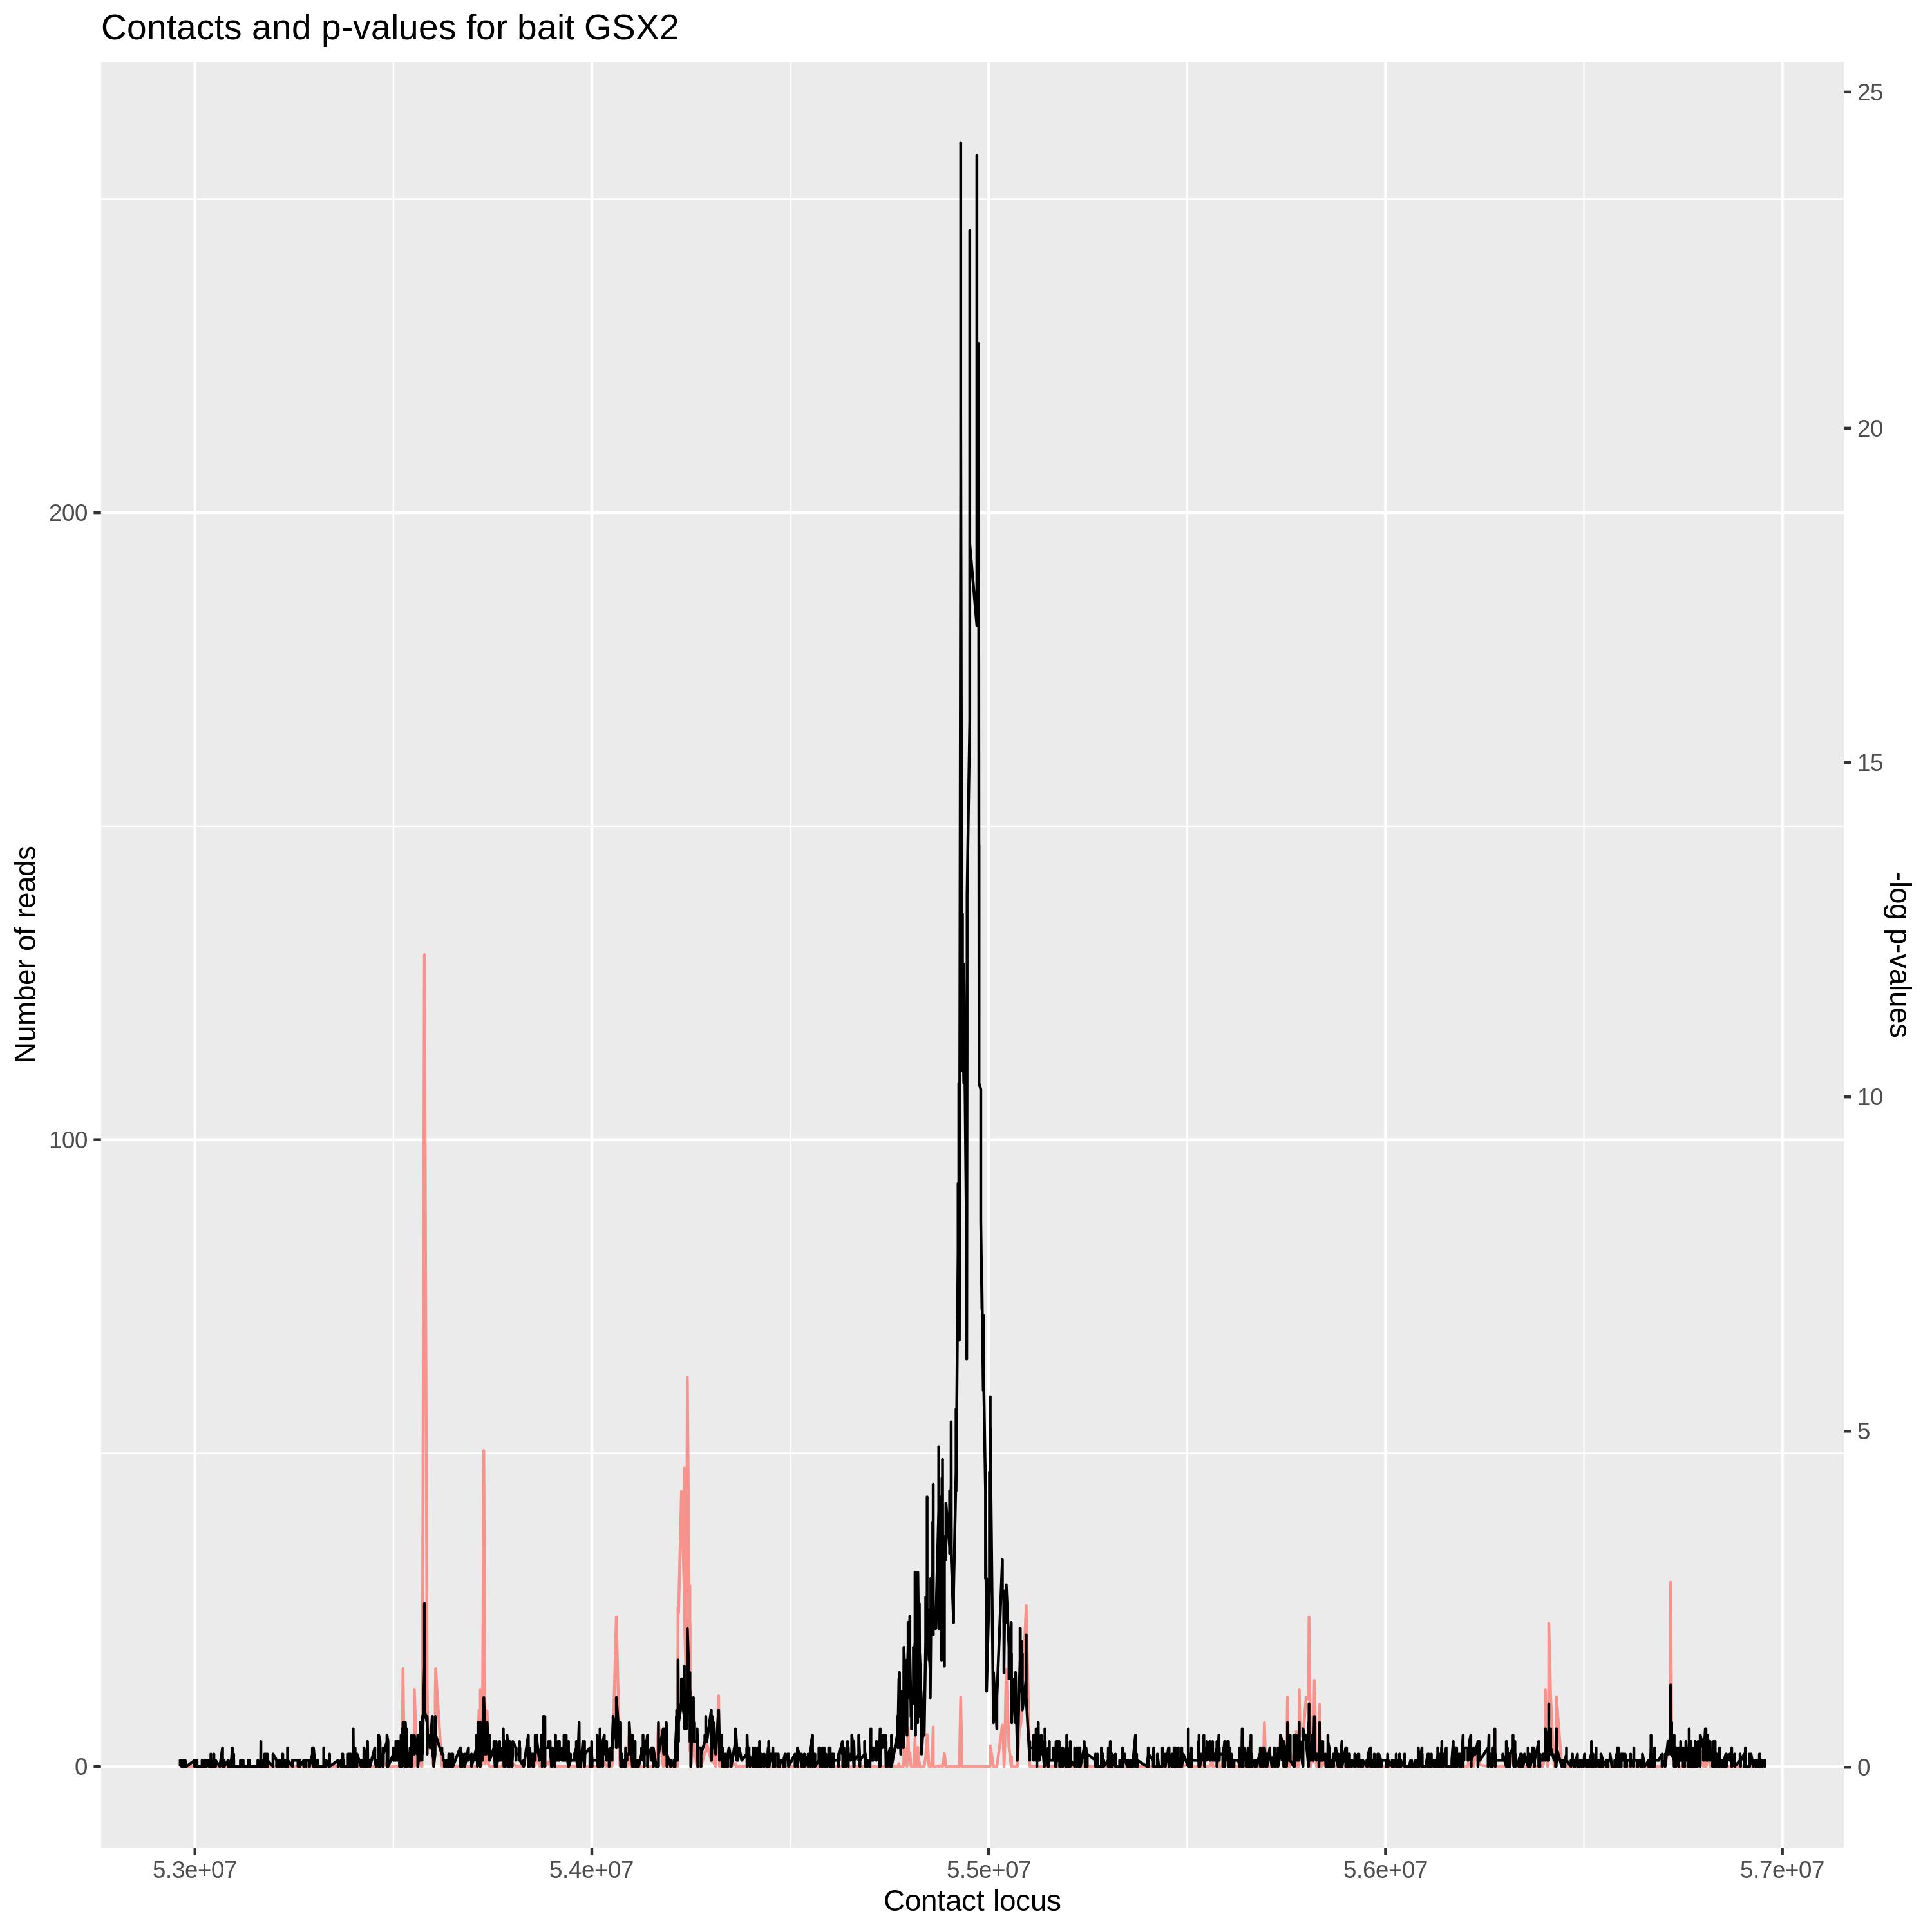 Contacts and p-values for bait GSX2
25
20
15
10
5
0
-log p-values
200
100
0
Number of reads
5.3e+07 5.4e+07 5.5e+07 5.6e+07 5.7e+07
Contact locus